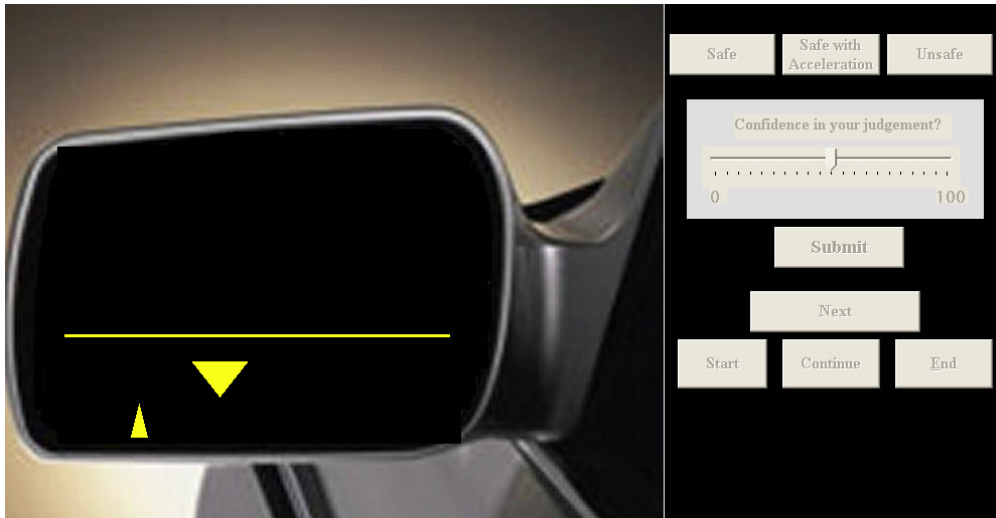 Safe
Safe with
Acceleration
Unsafe
Confidence in your judgement?
0
100
Submit
Next
Start
Continue
End